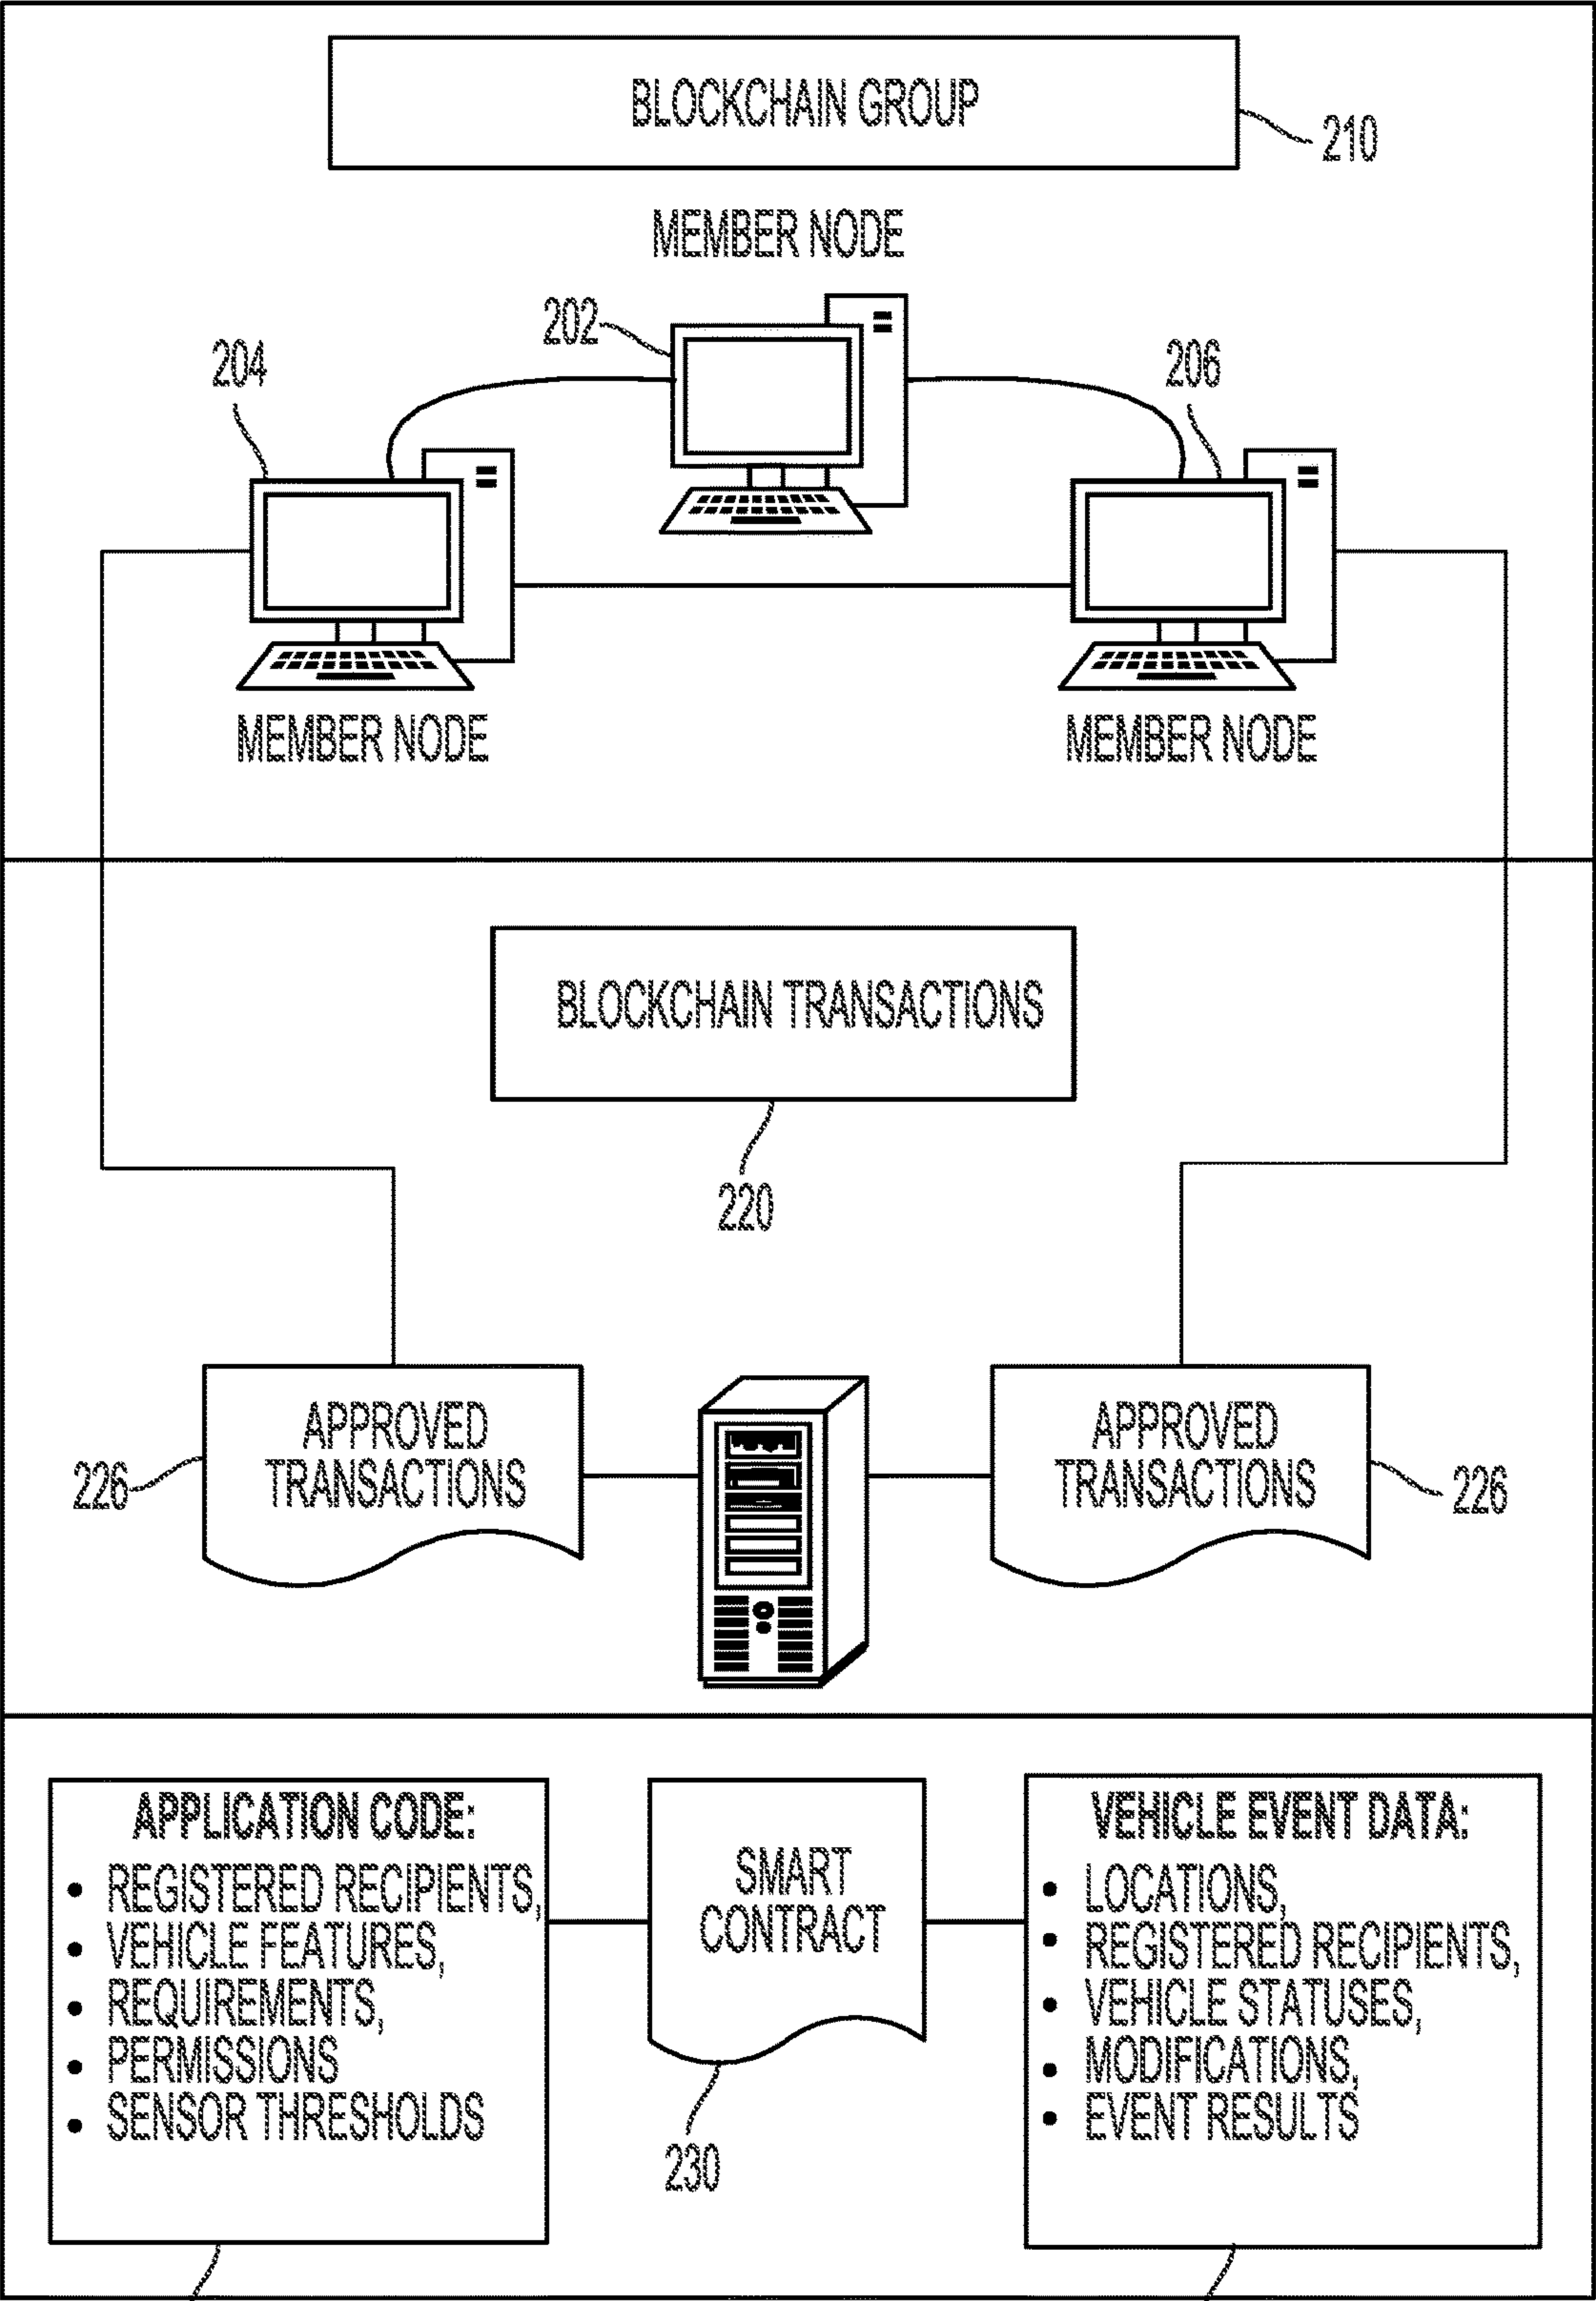 BLOCKCHAIN GROUP
210
MEMBER NODE
202
204
206
MEMBER NODE
MEMBER NODE
BLOCKCHAIN TRANSACTIONS
220
APPROVED
TRANSACTIONS
226
APPROVED
TRANSACTIONS
226
APPLICATION CODE:
• REGISTERED RECIPIENTS,
• VEHICLE FEATURES,
• REQUIREMENTS,
• PERMISSIONS
• SENSOR THRESHOLDS
SMART
CONTRACT
230
VEHICLE EVENT DATA:
• LOCATIONS,
• REGISTERED RECIPIENTS,
• VEHICLE STATUSES,
• MODIFICATIONS,
• EVENT RESULTS